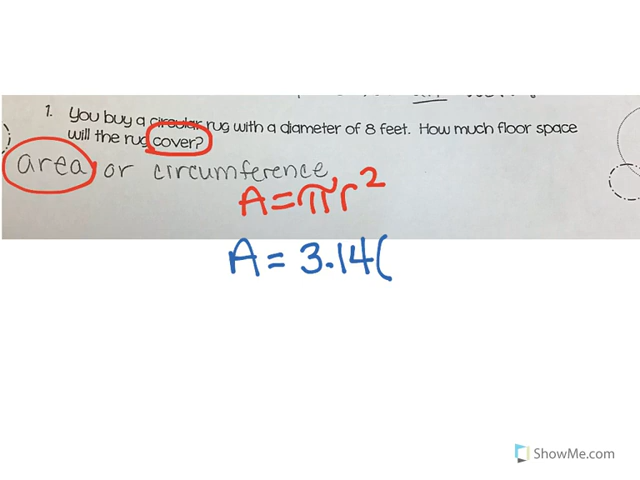 1. You buy a circular rug with a diameter of 8 feet. How much floor space
will the rug cover?
area or circumference
A=πr²
A= 3.14(
ShowMe.com